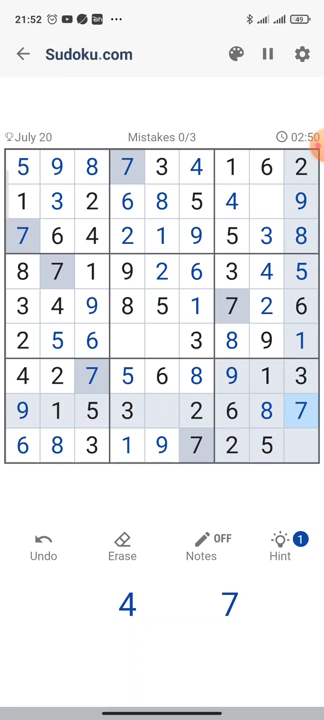 21:52 49
Sudoku.com
July 20 Mistakes 0/3 02:50
5 9 8 7 3 4 1 6 2
1 3 2 6 8 5 4 9
7 6 4 2 1 9 5 3 8
8 7 1 9 2 6 3 4 5
3 4 9 8 5 1 7 2 6
2 5 6 3 8 9 1
4 2 7 5 6 8 9 1 3
9 1 5 3 2 6 8 7
6 8 3 1 9 7 2 5
OFF 1
Undo Erase Notes Hint
4 7